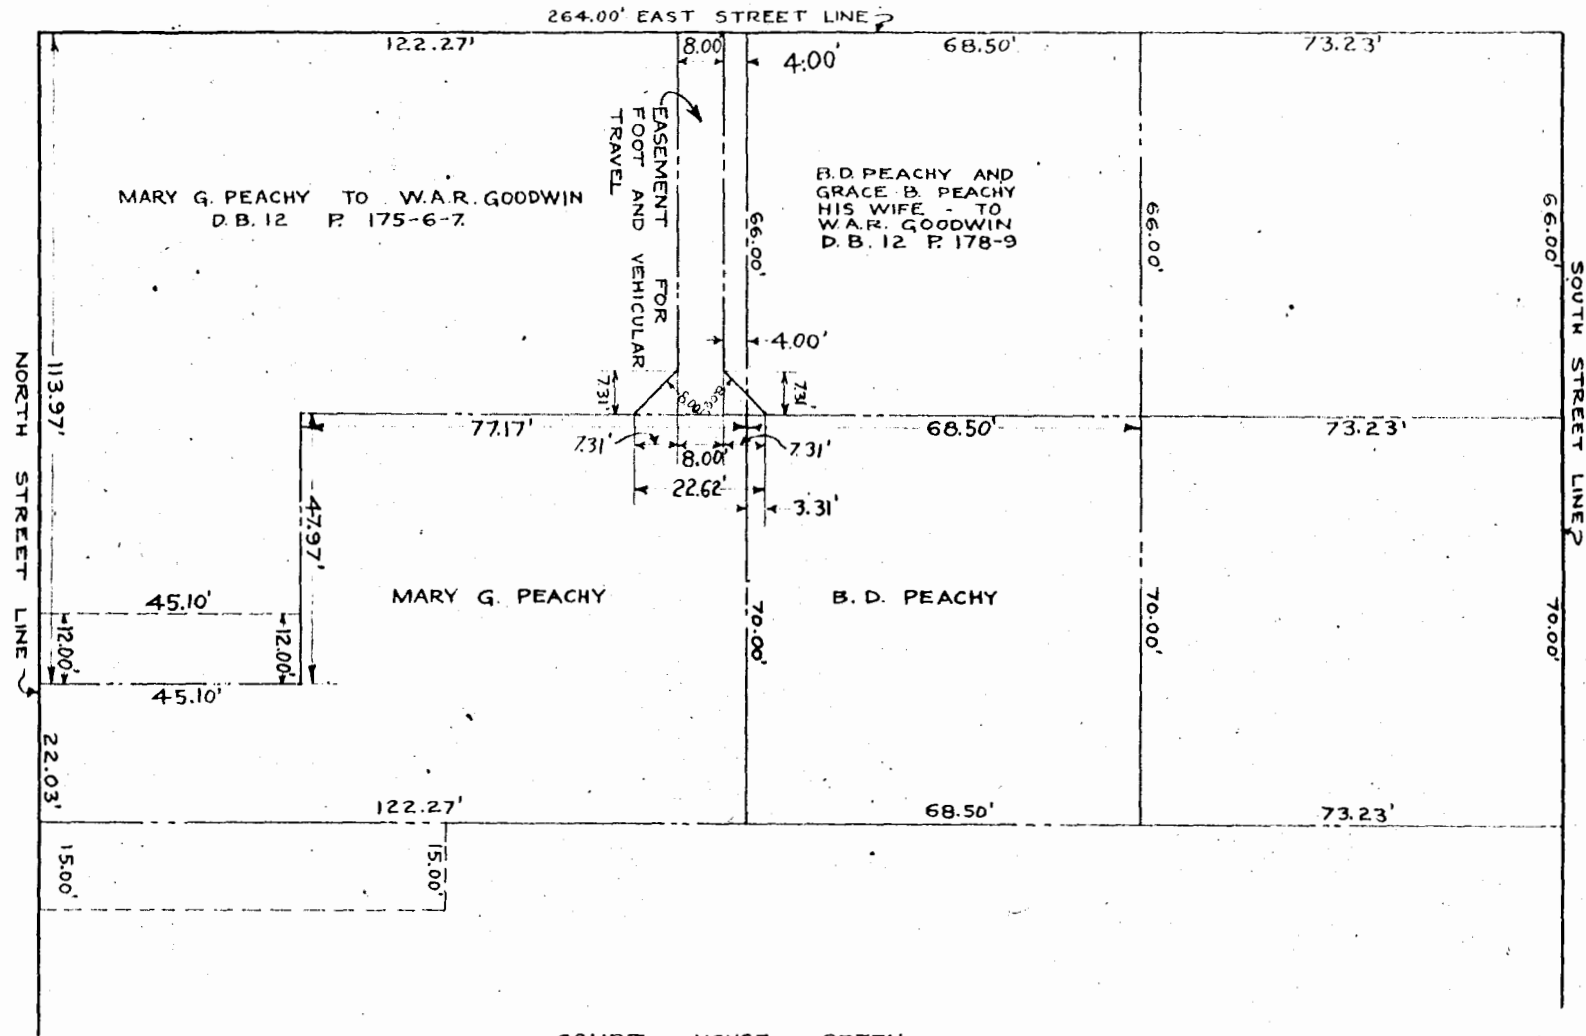 264.00' EAST STREET LINE
122.27'
8.00
4.00'
68.50'
73.23'
EASEMENT FOR
FOOT AND VEHICULAR
TRAVEL
MARY G. PEACHY TO W.A.R. GOODWIN
D.B. 12 P. 175-6-7.
B.D. PEACHY AND
GRACE B. PEACHY
HIS WIFE - TO
W.A.R. GOODWIN
D.B. 12 P. 178-9
66.00'
66.00'
66.00'
SOUTH STREET LINE
NORTH STREET LINE
113.97'
4.00'
7.31'
7.31'
77.17'
68.50'
73.23'
7.31'
8.00'
7.31'
22.62'
3.31'
47.97'
MARY G. PEACHY
B. D. PEACHY
45.10'
12.00'
12.00'
45.10'
70.00'
70.00'
70.00'
22.03'
122.27'
68.50'
73.23'
15.00'
15.00'